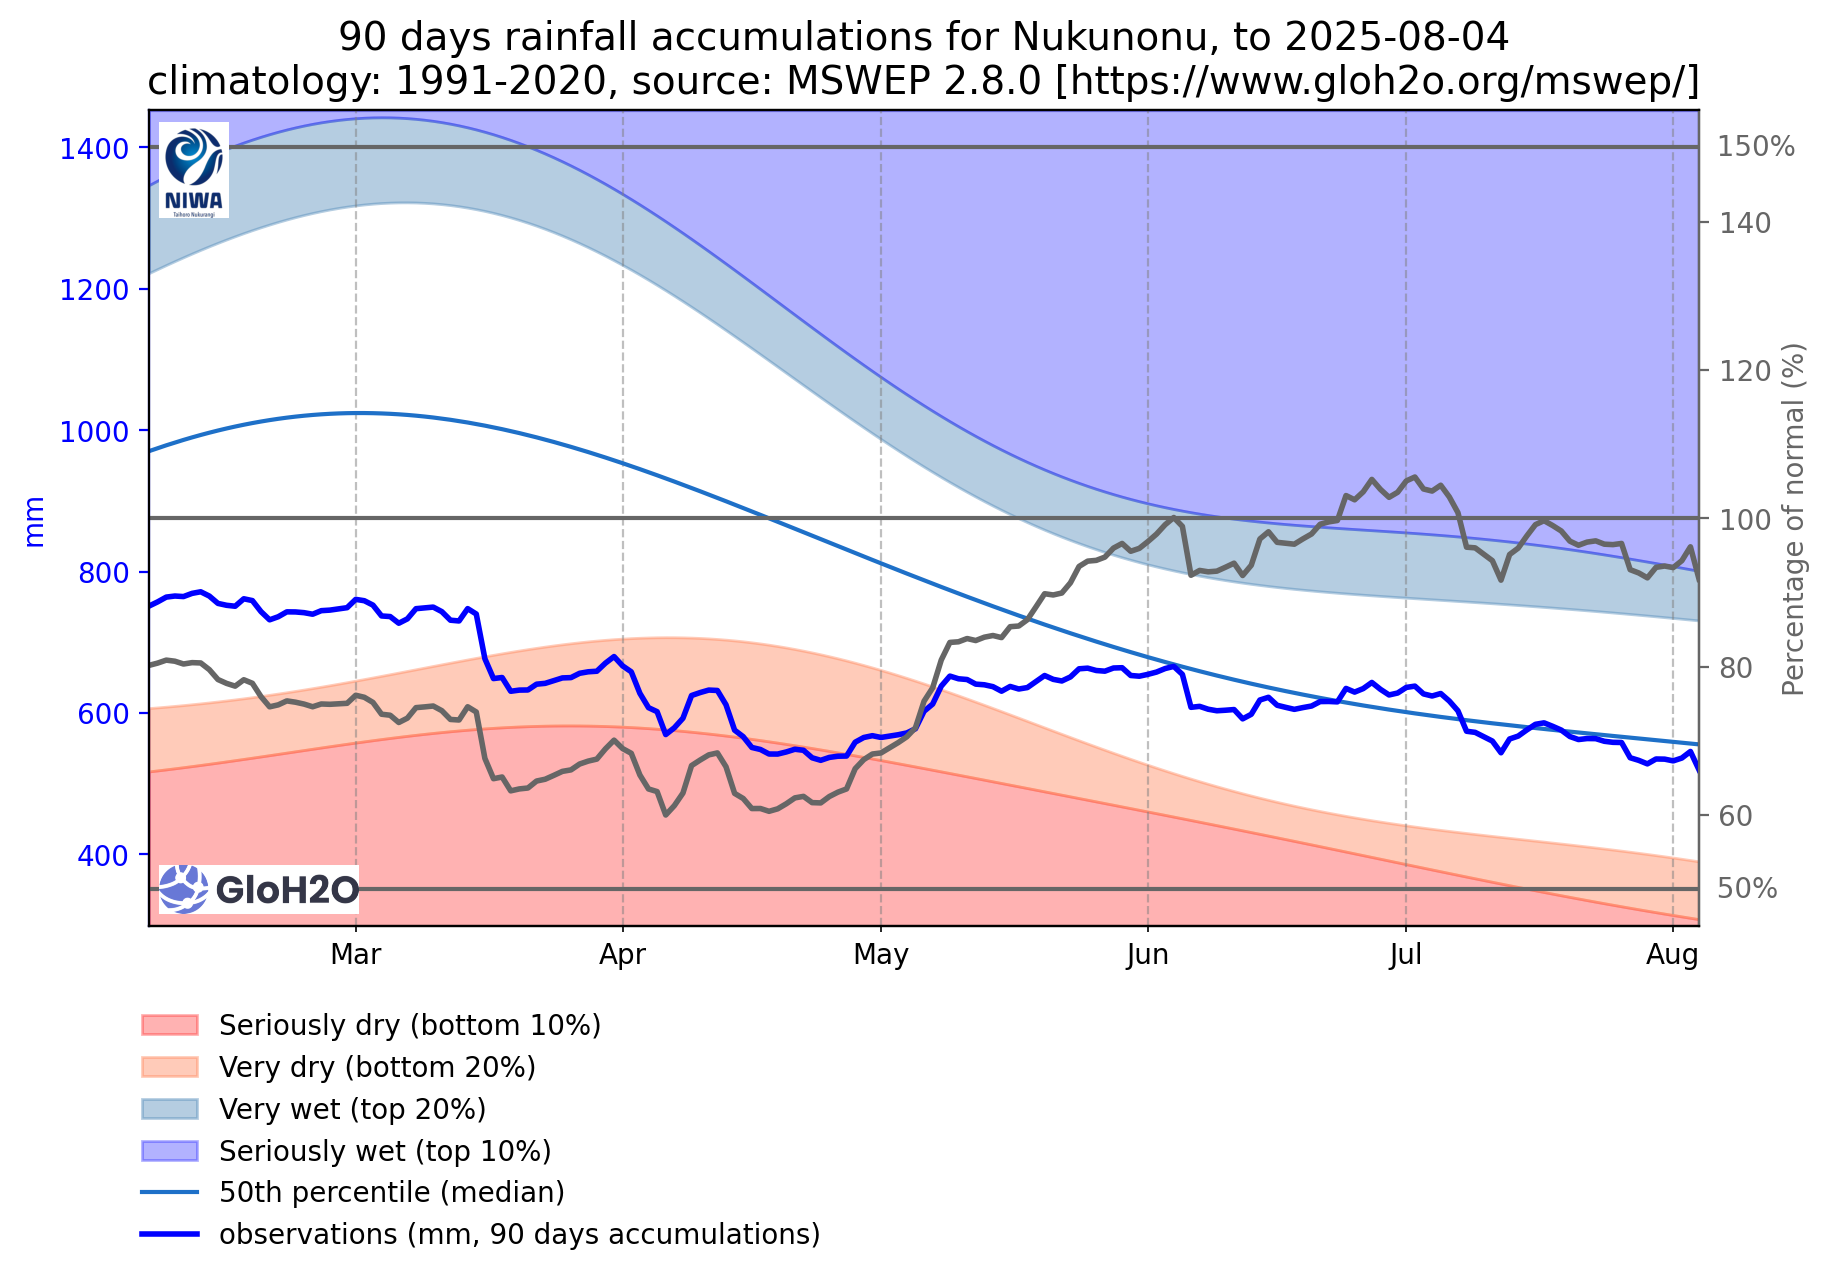 90 days rainfall accumulations for Nukunonu, to 2025-08-04
climatology: 1991-2020, source: MSWEP 2.8.0 [https://www.gloh2o.org/mswep/]
NIWA
Taihoro Nukurangi
GloH2O
mm
1400
1200
1000
800
600
400
150%
140
120
100
80
60
50%
Percentage of normal (%)
Mar
Apr
May
Jun
Jul
Aug
Seriously dry (bottom 10%)
Very dry (bottom 20%)
Very wet (top 20%)
Seriously wet (top 10%)
50th percentile (median)
observations (mm, 90 days accumulations)